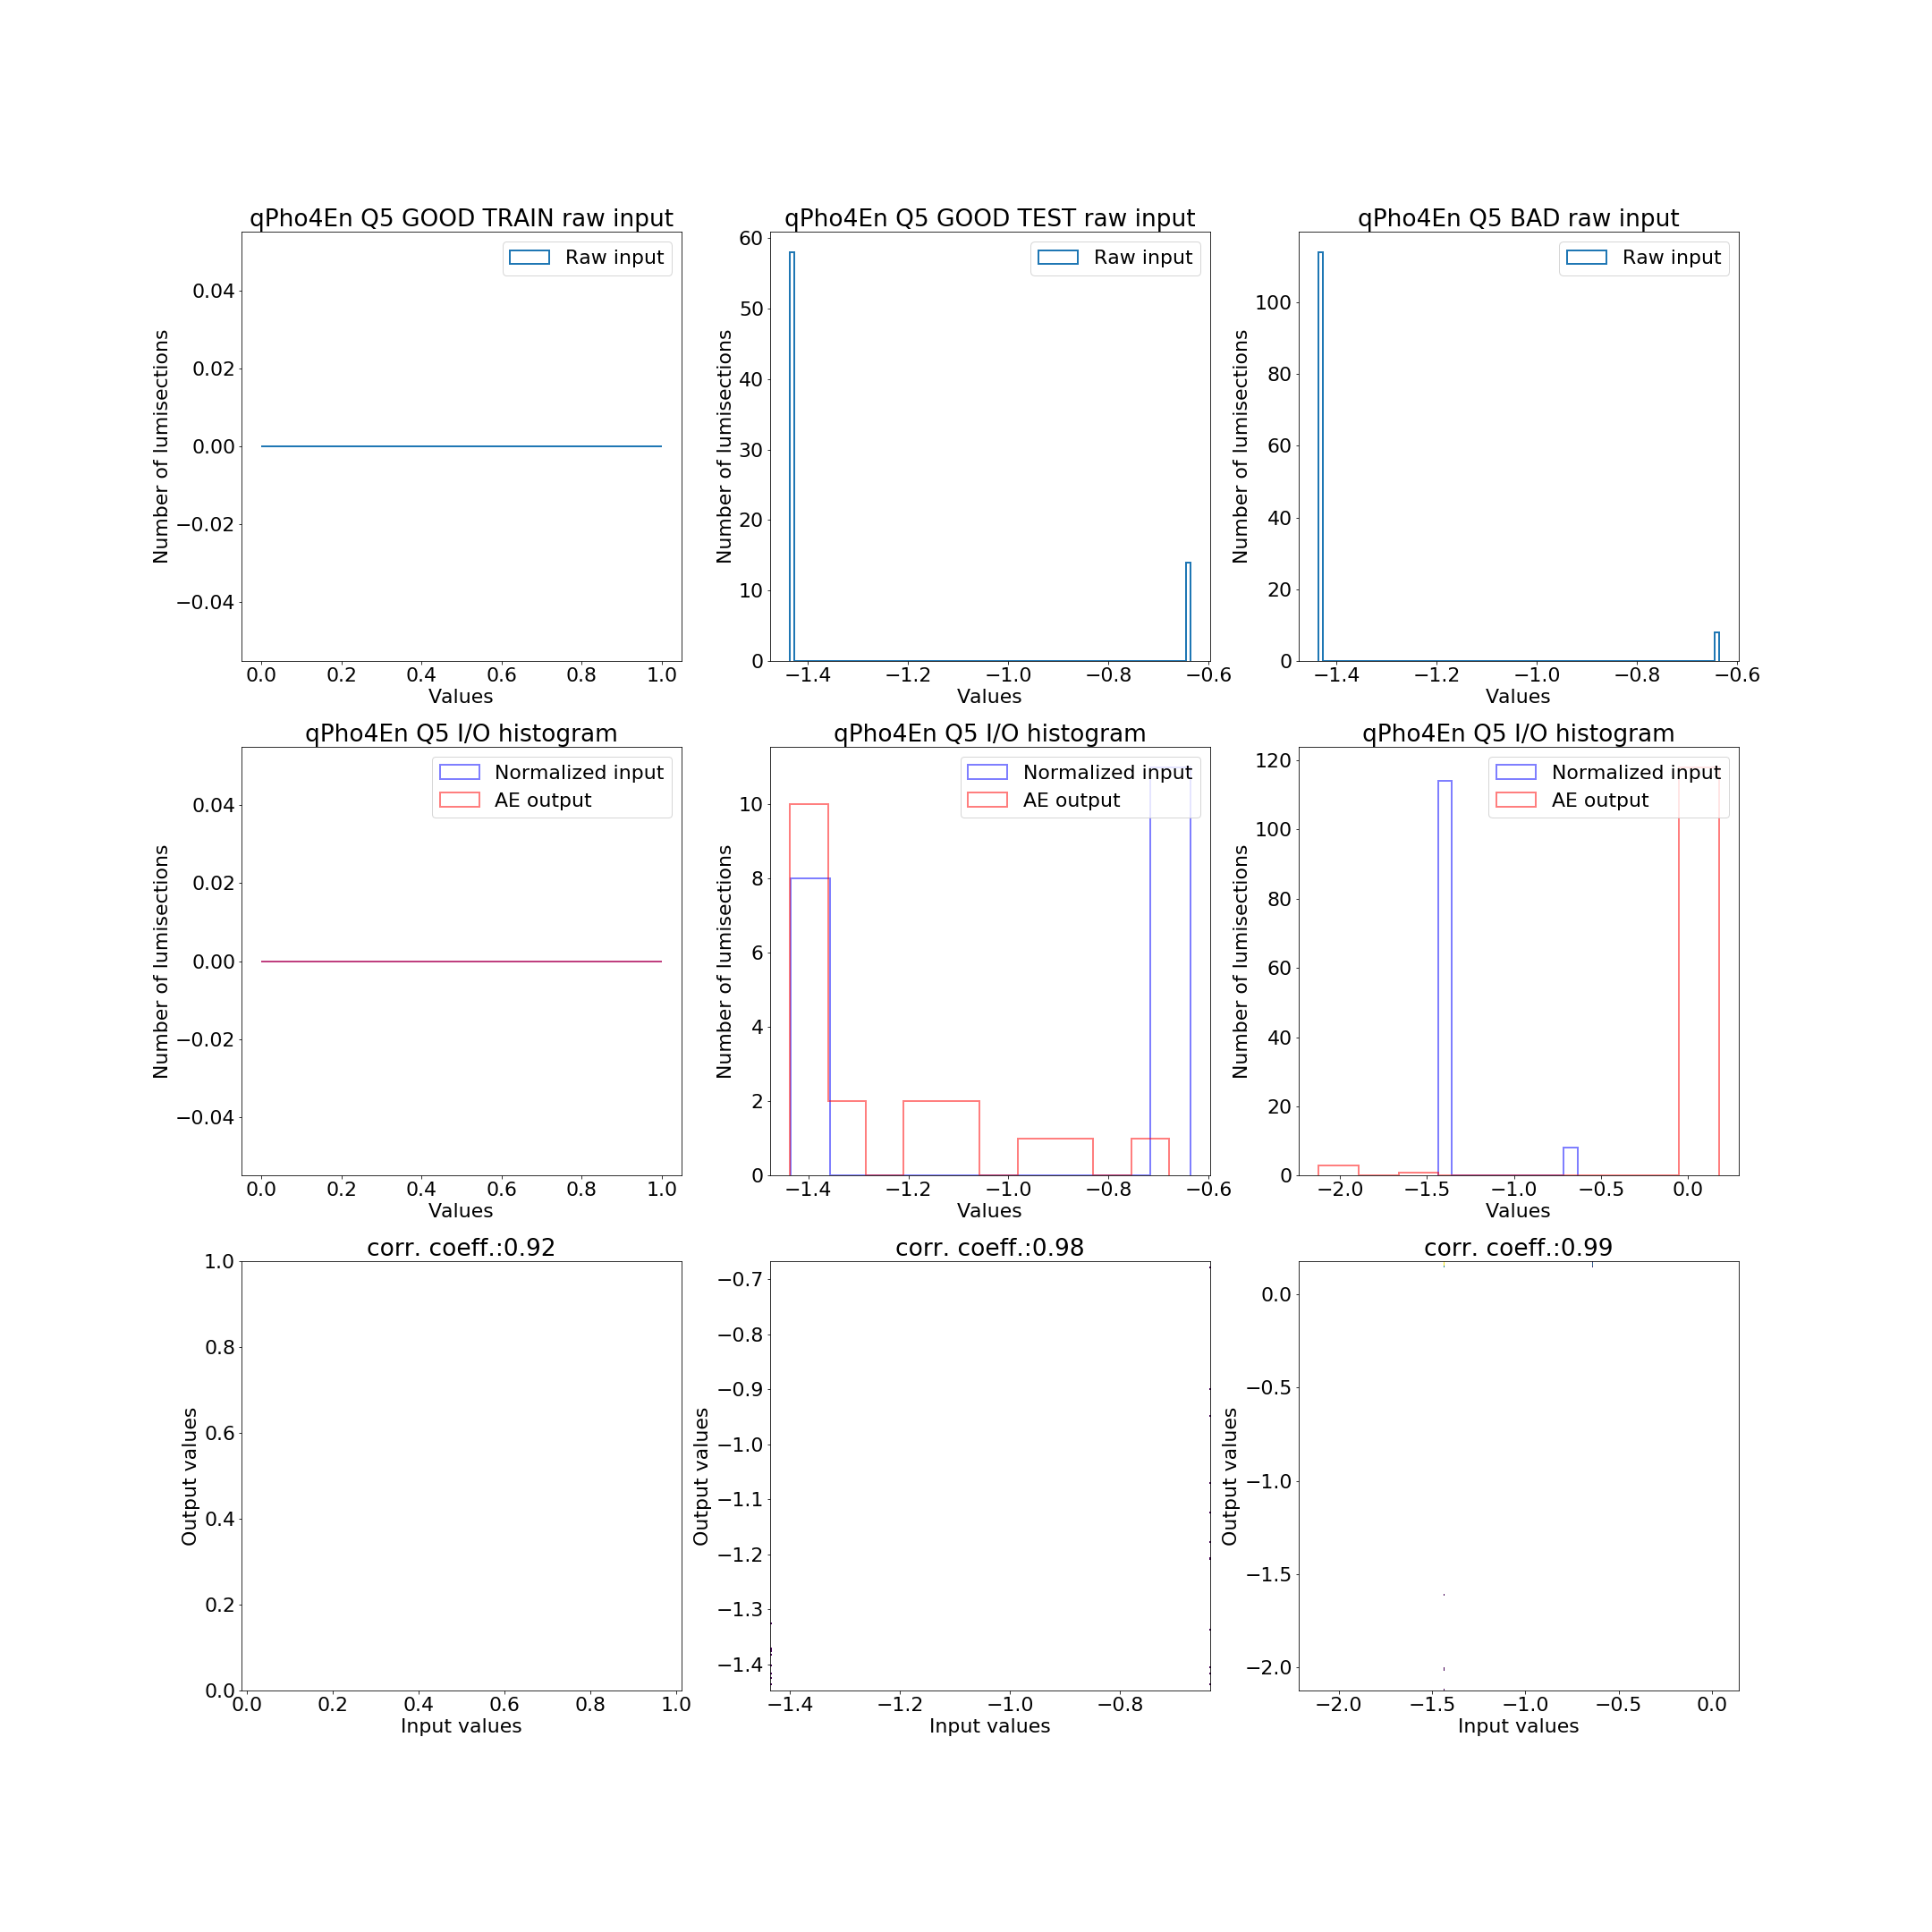 qPho4En Q5 GOOD TRAIN raw input
Raw input
0.04
0.02
0.00
−0.02
−0.04
Number of lumisections
0.0 0.2 0.4 0.6 0.8 1.0
Values
qPho4En Q5 GOOD TEST raw input
Raw input
60
50
40
30
20
10
0
Number of lumisections
−1.4 −1.2 −1.0 −0.8 −0.6
Values
qPho4En Q5 BAD raw input
Raw input
100
80
60
40
20
0
Number of lumisections
−1.4 −1.2 −1.0 −0.8 −0.6
Values
qPho4En Q5 I/O histogram
Normalized input
AE output
0.04
0.02
0.00
−0.02
−0.04
Number of lumisections
0.0 0.2 0.4 0.6 0.8 1.0
Values
qPho4En Q5 I/O histogram
Normalized input
AE output
10
8
6
4
2
0
Number of lumisections
−1.4 −1.2 −1.0 −0.8 −0.6
Values
qPho4En Q5 I/O histogram
Normalized input
AE output
120
100
80
60
40
20
0
Number of lumisections
−2.0 −1.5 −1.0 −0.5 0.0
Values
corr. coeff.:0.92
1.0
0.8
0.6
0.4
0.2
0.0
Output values
0.0 0.2 0.4 0.6 0.8 1.0
Input values
corr. coeff.:0.98
−0.7
−0.8
−0.9
−1.0
−1.1
−1.2
−1.3
−1.4
Output values
−1.4 −1.2 −1.0 −0.8
Input values
corr. coeff.:0.99
0.0
−0.5
−1.0
−1.5
−2.0
Output values
−2.0 −1.5 −1.0 −0.5 0.0
Input values